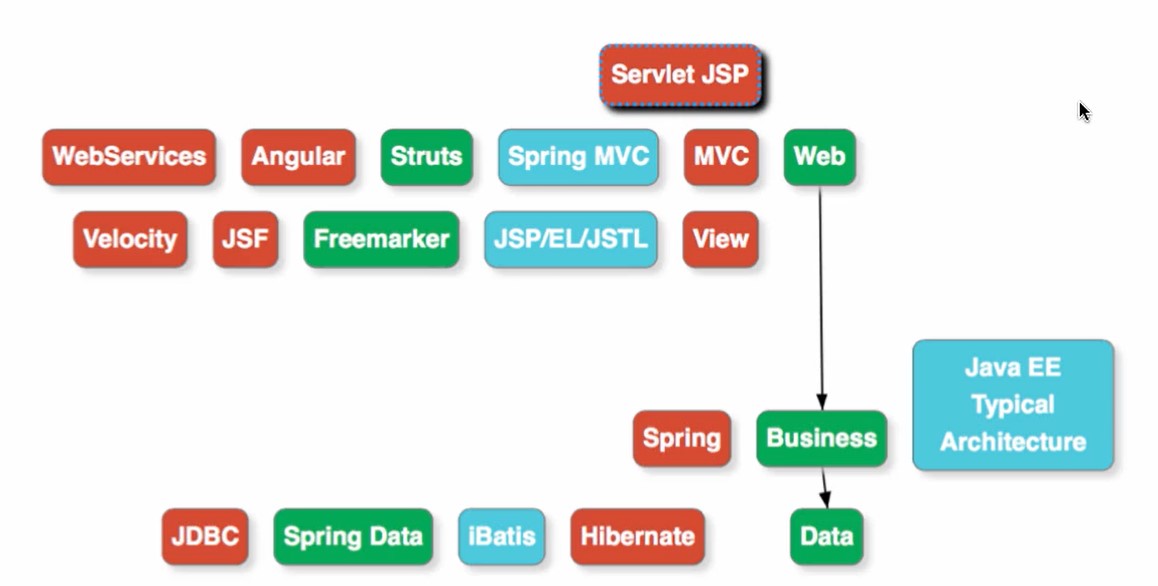 Servlet JSP
WebServices Angular Struts Spring MVC MVC Web
Velocity JSF Freemarker JSP/EL/JSTL View
Java EE
Typical
Architecture
Spring Business
JDBC Spring Data iBatis Hibernate Data